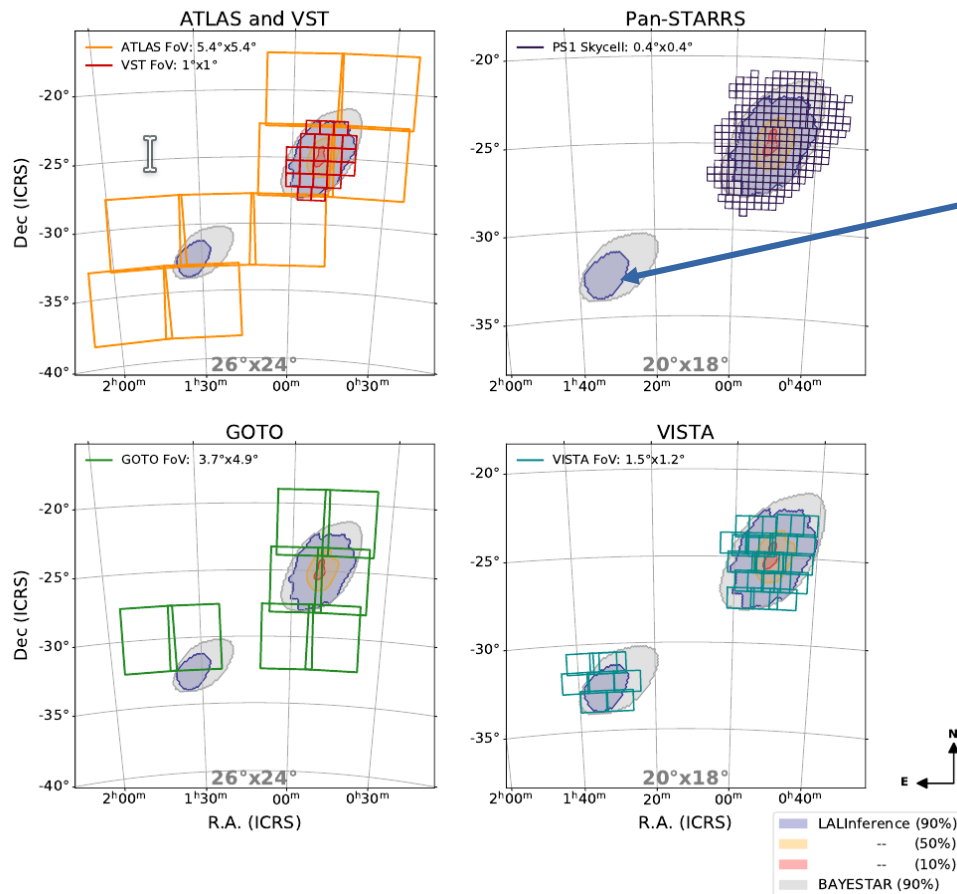 ATLAS and VST
ATLAS FoV: 5.4°x5.4°
VST FoV: 1°x1°
-20°
-25°
-30°
-35°
-40°
Dec (ICRS)
26°x24°
2ʰ00ᵐ 1ʰ30ᵐ 00ᵐ 0ʰ30ᵐ
Pan-STARRS
PS1 Skycell: 0.4°x0.4°
-20°
-25°
-30°
-35°
20°x18°
2ʰ00ᵐ 1ʰ40ᵐ 20ᵐ 00ᵐ 0ʰ40ᵐ
GOTO
GOTO FoV: 3.7°x4.9°
-20°
-25°
-30°
-35°
-40°
Dec (ICRS)
26°x24°
2ʰ00ᵐ 1ʰ30ᵐ 00ᵐ 0ʰ30ᵐ
R.A. (ICRS)
VISTA
VISTA FoV: 1.5°x1.2°
-20°
-25°
-30°
-35°
20°x18°
2ʰ00ᵐ 1ʰ40ᵐ 20ᵐ 00ᵐ 0ʰ40ᵐ
R.A. (ICRS)
N
E
LALInference (90%)
-- (50%)
-- (10%)
BAYESTAR (90%)